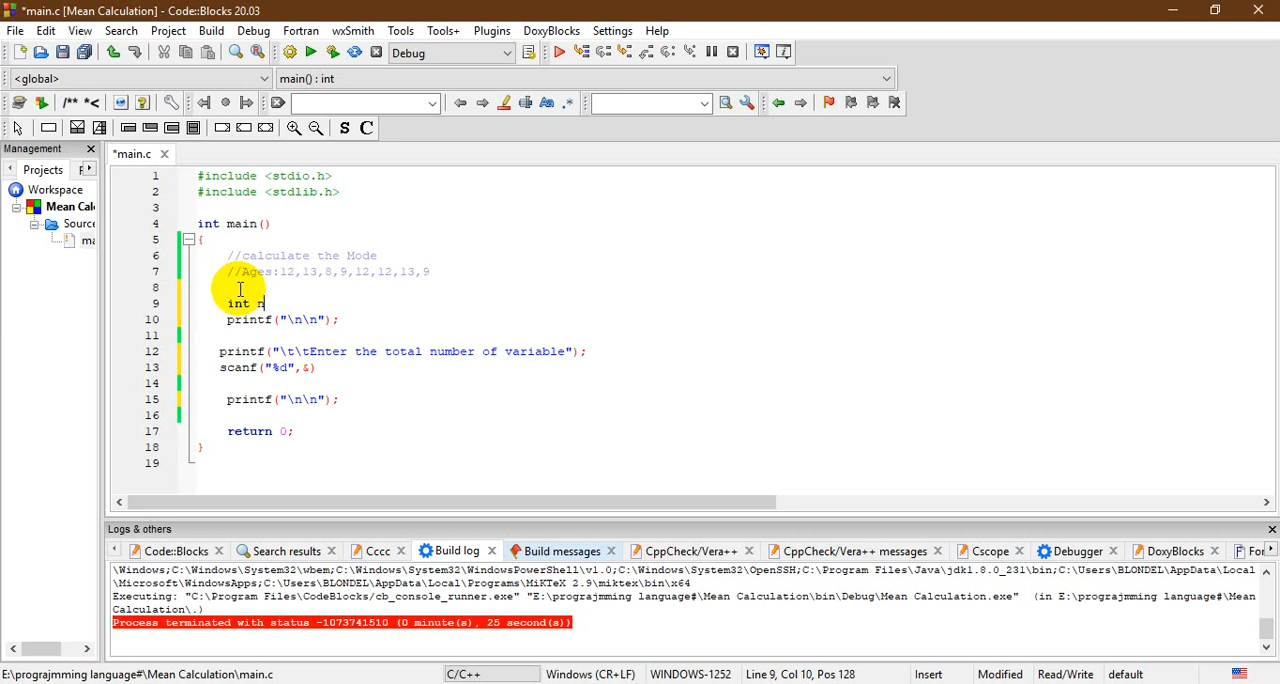 *main.c [Mean Calculation] - Code::Blocks 20.03
File Edit View Search Project Build Debug Fortran wxSmith Tools Tools+ Plugins DoxyBlocks Settings Help
Debug
<global> main() : int
/** *<
S C
Management *main.c
Projects F
Workspace
Mean Cal
Source
ma
1 #include <stdio.h>
2 #include <stdlib.h>
3
4 int main()
5 {
6 //calculate the Mode
7 //Ages:12,13,8,9,12,12,13,9
8
9 int n
10 printf("\n\n");
11
12 printf("\t\tEnter the total number of variable");
13 scanf("%d",&)
14
15 printf("\n\n");
16
17 return 0;
18 }
19
Logs & others
Code::Blocks Search results Cccc Build log Build messages CppCheck/Vera++ CppCheck/Vera++ messages Cscope Debugger DoxyBlocks For
\Windows;C:\Windows\System32\wbem;C:\Windows\System32\WindowsPowerShell\v1.0;C:\Windows\System32\OpenSSH;C:\Program Files\Java\jdk1.8.0_231\bin;C:\Users\BLONDEL\AppData\Local
\Microsoft\WindowsApps;C:\Users\BLONDEL\AppData\Local\Programs\MiKTeX 2.9\miktex\bin\x64
Executing: "C:\Program Files\CodeBlocks/cb_console_runner.exe" "E:\prograjmming language#\Mean Calculation\bin\Debug\Mean Calculation.exe" (in E:\prograjmming language#\Mean
Calculation\.)
Process terminated with status -1073741510 (0 minute(s), 25 second(s))
E:\prograjmming language#\Mean Calculation\main.c C/C++ Windows (CR+LF) WINDOWS-1252 Line 9, Col 10, Pos 128 Insert Modified Read/Write default